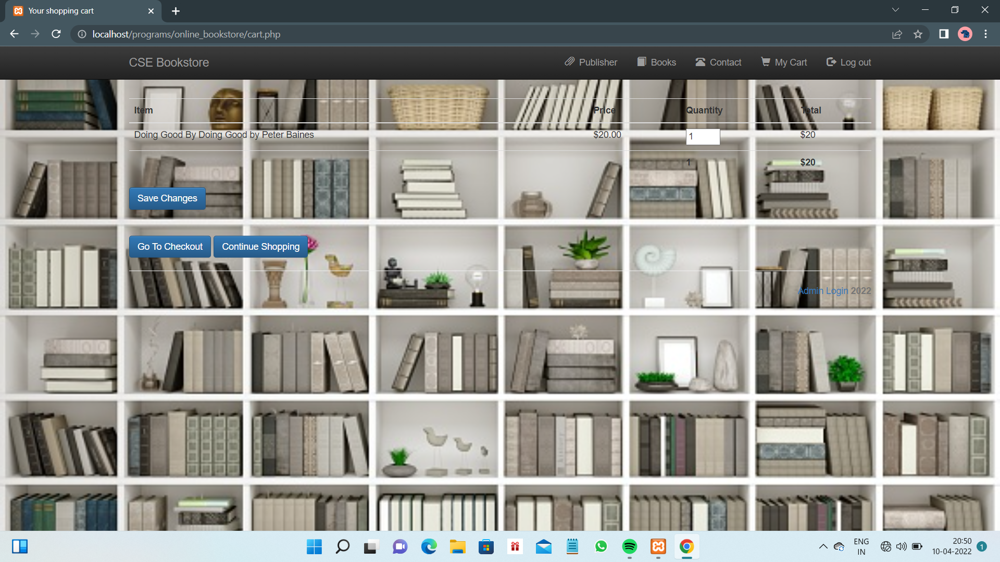 Your shopping cart
localhost/programs/online_bookstore/cart.php
CSE Bookstore Publisher Books Contact My Cart Log out
Item Price Quantity Total
Doing Good By Doing Good by Peter Baines $20.00 1 $20
1 $20
Save Changes
Go To Checkout Continue Shopping
Admin Login 2022
ENG 20:50
IN 10-04-2022 1